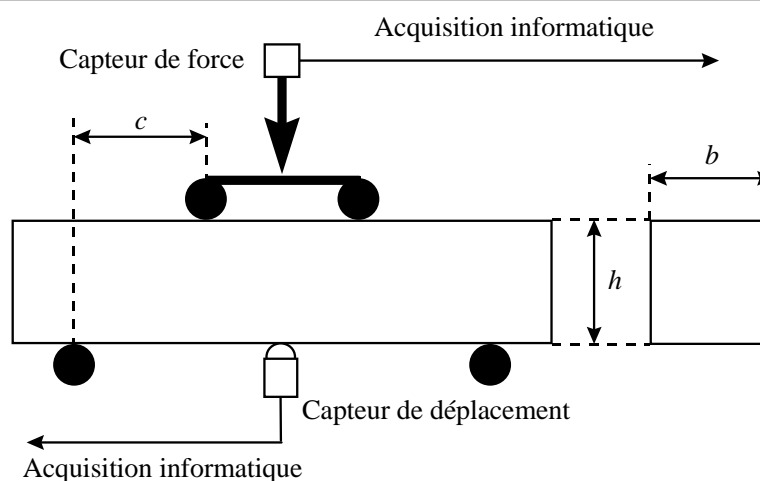 Acquisition informatique
Capteur de force
c
b
h
Capteur de déplacement
Acquisition informatique